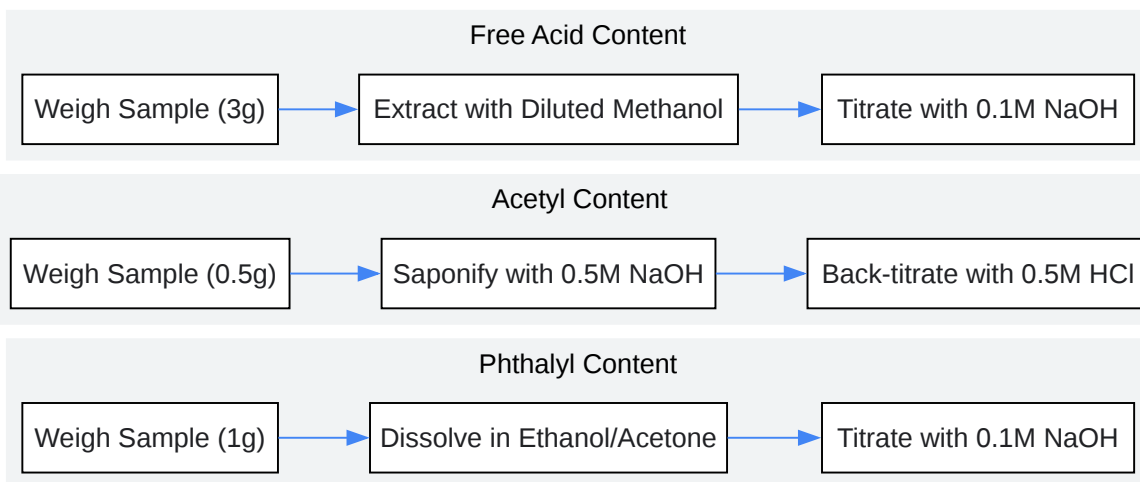 Free Acid Content
Weigh Sample (3g)
Extract with Diluted Methanol
Titrate with 0.1M NaOH
Acetyl Content
Weigh Sample (0.5g)
Saponify with 0.5M NaOH
Back-titrate with 0.5M HCl
Phthalyl Content
Weigh Sample (1g)
Dissolve in Ethanol/Acetone
Titrate with 0.1M NaOH